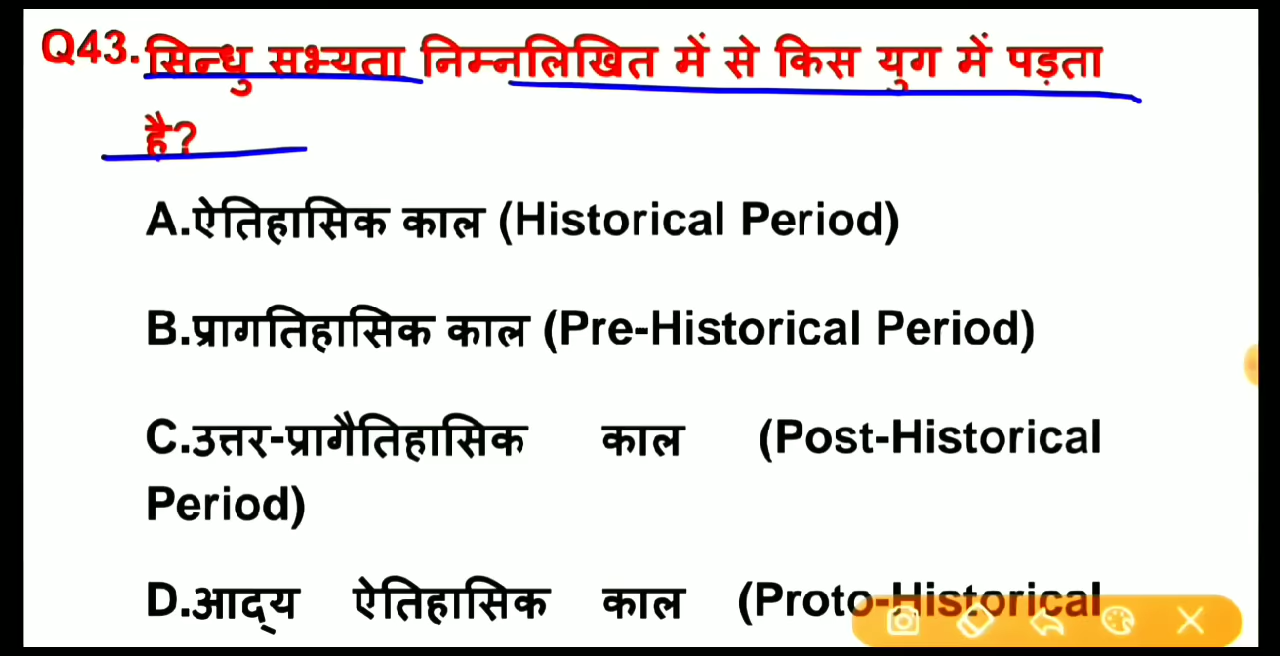 Q43. सिन्धु सभ्यता निम्नलिखित में से किस युग में पड़ता
है?
A.ऐतिहासिक काल (Historical Period)
B.प्रागतिहासिक काल (Pre-Historical Period)
C.उत्तर-प्रागैतिहासिक काल (Post-Historical
Period)
D.आद्य ऐतिहासिक काल (Proto-Historical